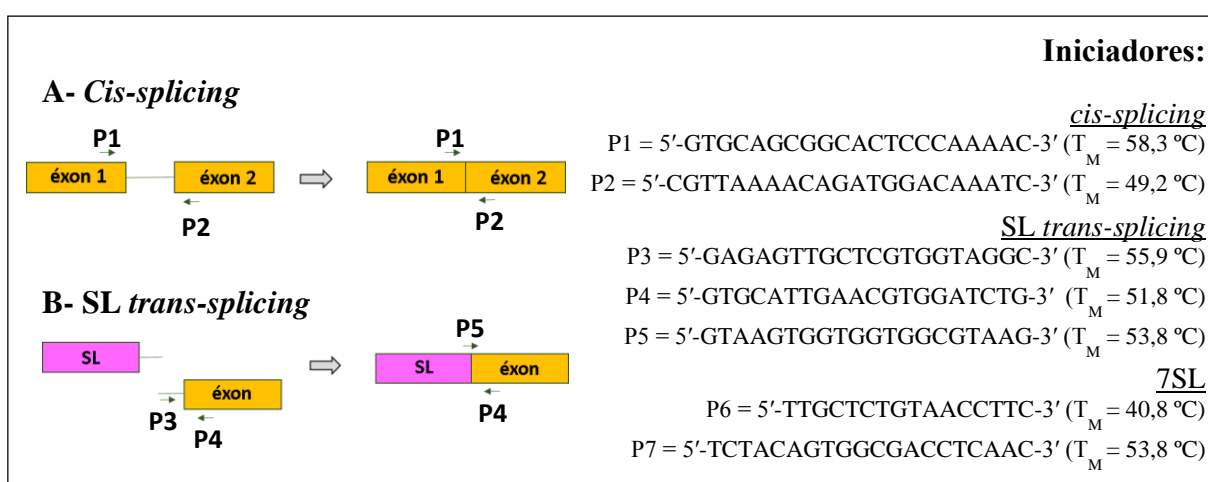 Iniciadores:
A- Cis-splicing
P1
éxon 1
éxon 2
P2
P1
éxon 1
éxon 2
P2
B- SL trans-splicing
SL
éxon
P3
P4
P5
SL
éxon
P4
cis-splicing
P1 = 5′-GTGCAGCGGCACTCCCAAAAC-3′ (TM = 58,3 ºC)
P2 = 5′-CGTTAAAACAGATGGACAAATC-3′ (TM = 49,2 ºC)
SL trans-splicing
P3 = 5′-GAGAGTTGCTCGTGGTAGGC-3′ (TM = 55,9 ºC)
P4 = 5′-GTGCATTGAACGTGGATCTG-3′ (TM = 51,8 ºC)
P5 = 5′-GTAAGTGGTGGTGGCGTAAG-3′ (TM = 53,8 ºC)
7SL
P6 = 5′-TTGCTCTGTAACCTTC-3′ (TM = 40,8 ºC)
P7 = 5′-TCTACAGTGGCGACCTCAAC-3′ (TM = 53,8 ºC)